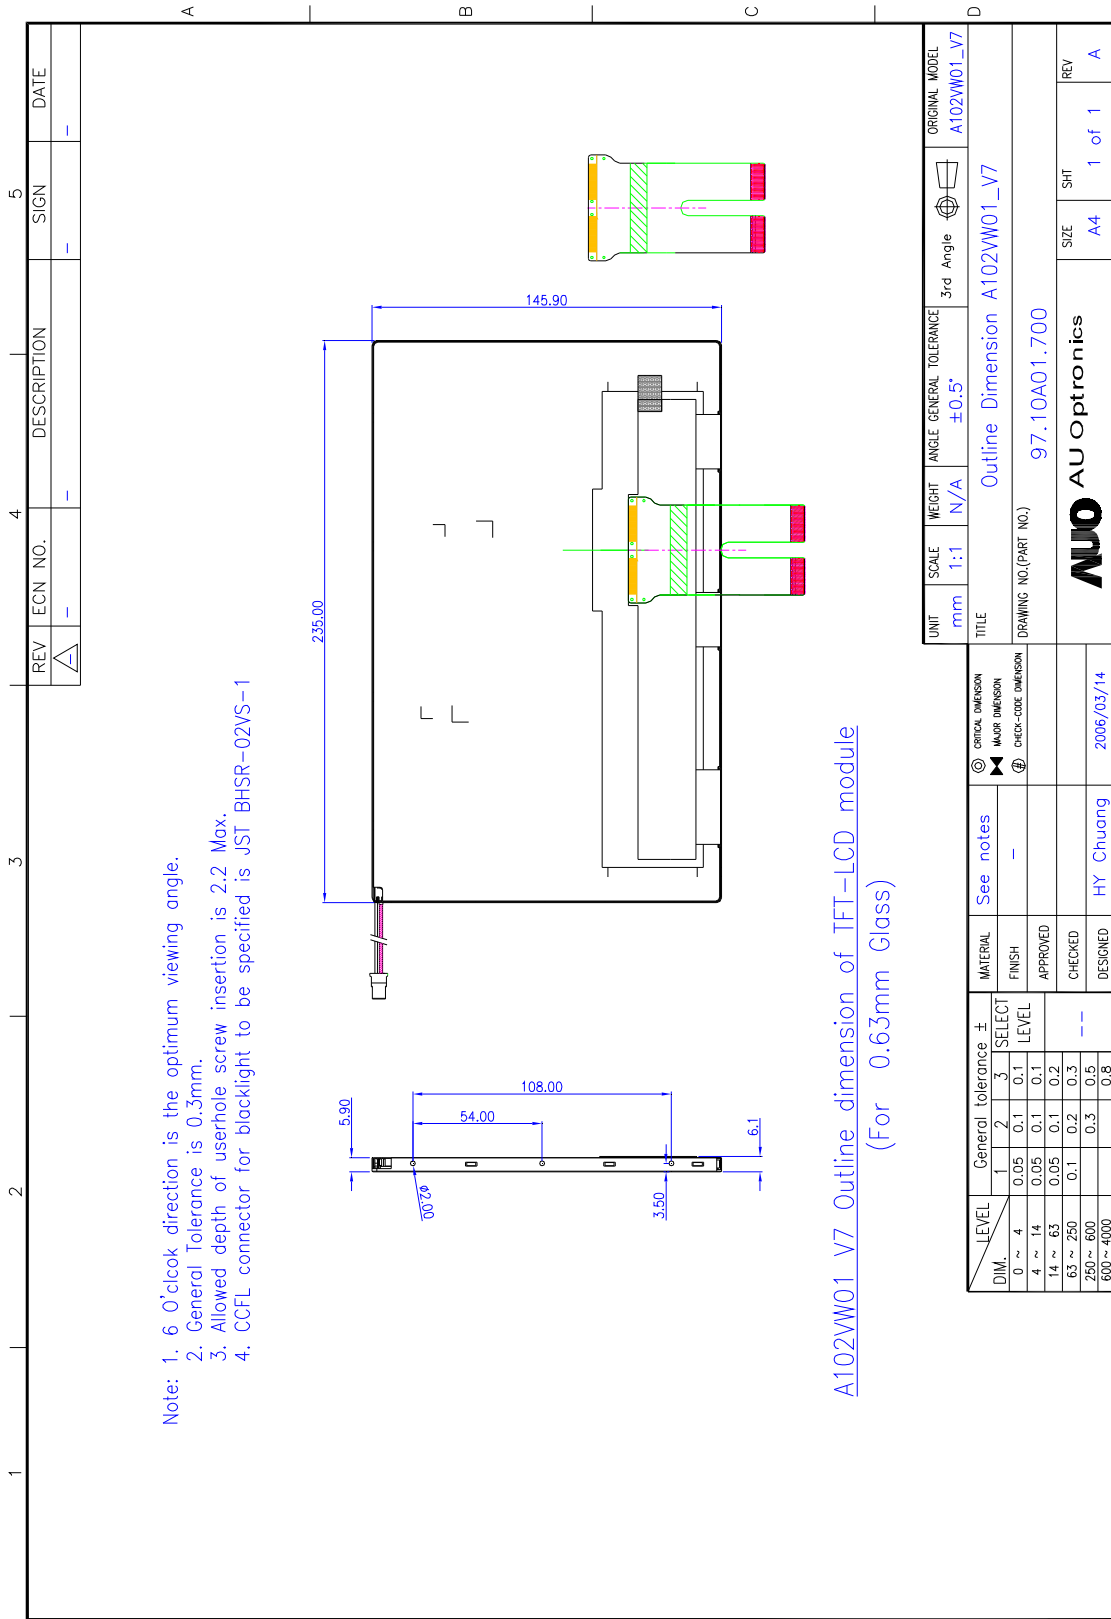 1
2
3
4
5
A
B
C
D
REV ECN NO. DESCRIPTION SIGN DATE
- - - - -
Note: 1. 6 O'clcok direction is the optimum viewing angle.
2. General Tolerance is 0.3mm.
3. Allowed depth of userhole screw insertion is 2.2 Max.
4. CCFL connector for blacklight to be specified is JST BHSR-02VS-1
5.90
ø2.00
54.00
108.00
3.50
6.1
235.00
145.90
A102VW01 V7 Outline dimension of TFT-LCD module
(For 0.63mm Glass)
LEVEL General tolerance ±
DIM. 1 2 3 SELECT LEVEL
0 ~ 4 0.05 0.1 0.1
4 ~ 14 0.05 0.1 0.1
14 ~ 63 0.05 0.1 0.2
63 ~ 250 0.1 0.2 0.3 --
250 ~ 600 0.3 0.5
600 ~ 4000 0.8
MATERIAL See notes
FINISH -
APPROVED
CHECKED
DESIGNED HY Chuang 2006/03/14
CRITICAL DIMENSION
MAJOR DIMENSION
# CHECK-CODE DIMENSION
UNIT SCALE WEIGHT ANGLE GENERAL TOLERANCE 3rd Angle ORIGINAL MODEL
mm 1:1 N/A ±0.5° A102VW01_V7
TITLE Outline Dimension A102VW01_V7
DRAWING NO.(PART NO.) 97.10A01.700
AUO AU Optronics
SIZE SHT REV
A4 1 of 1 A